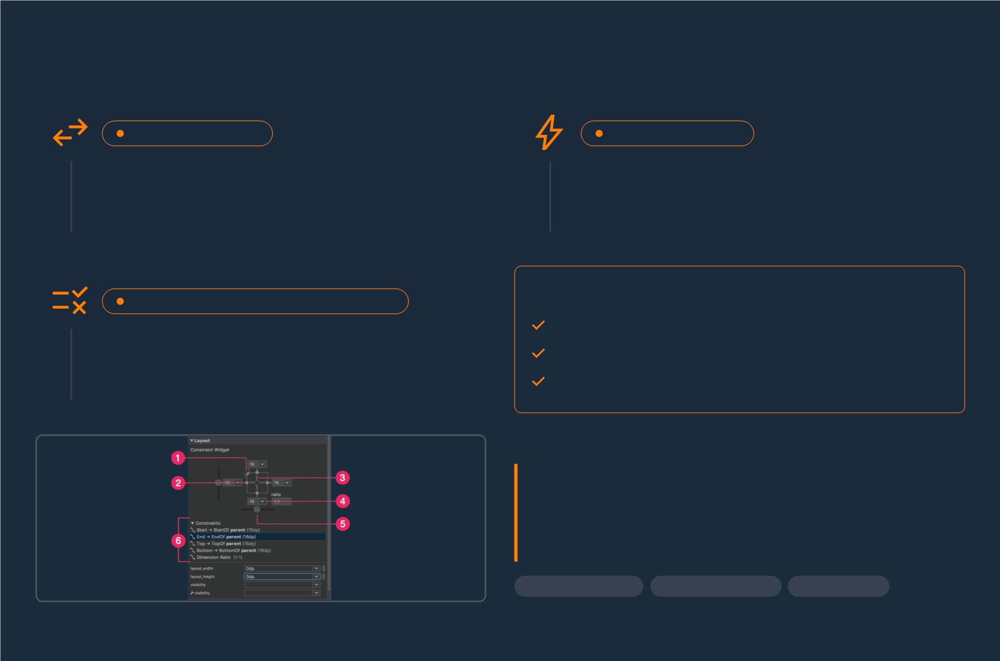 Layout
Constraint Widget
1
16
1
1
2
16
16
3
ratio
16
1:1
4
5
Constraints
Start → StartOf parent (16dp)
End → EndOf parent (16dp)
6
Top → TopOf parent (16dp)
Bottom → BottomOf parent (16dp)
Dimension Ratio (1:1)
layout_width 0dp
layout_height 0dp
visibility
visibility